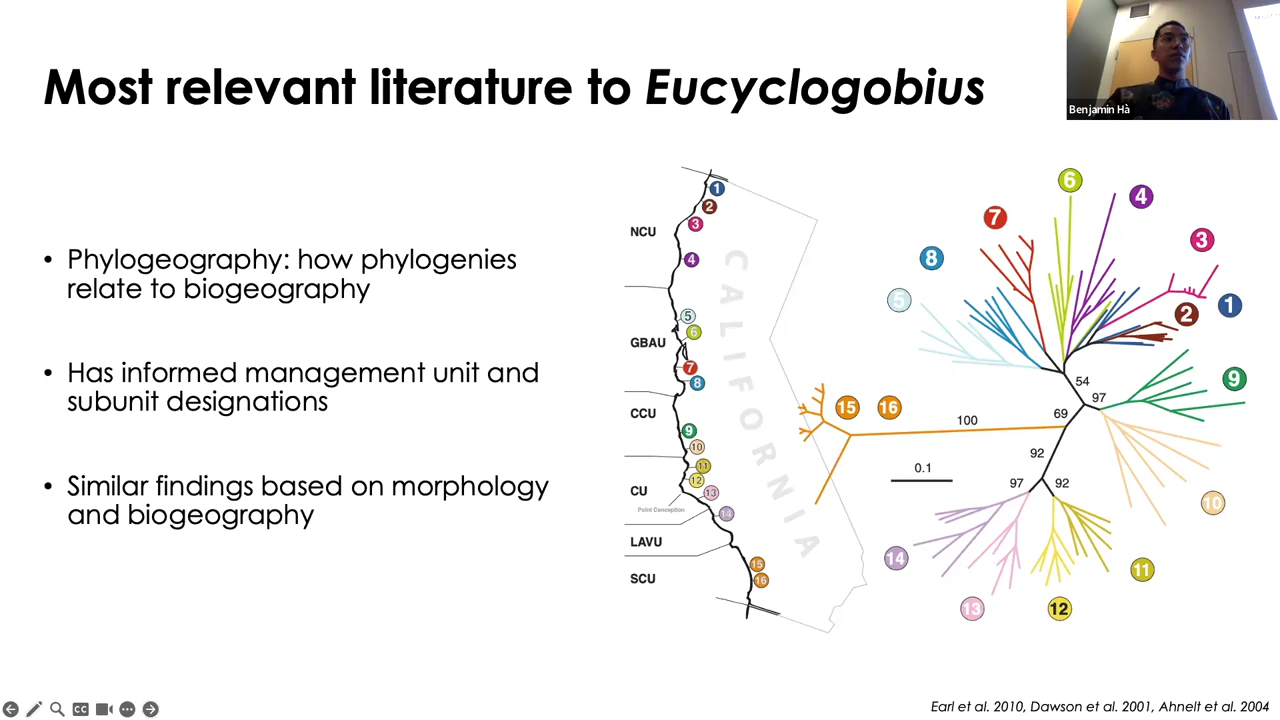 Most relevant literature to Eucyclogobius
Benjamin Hà
• Phylogeography: how phylogenies
relate to biogeography
• Has informed management unit and
subunit designations
• Similar findings based on morphology
and biogeography
NCU
GBAU
CCU
CU
Point Conception
LAVU
SCU
1
2
3
4
5
6
7
8
9
10
11
12
13
14
15
16
CALIFORNIA
6
4
7
3
8
5
1
2
9
54
97
15
16
100
69
92
0.1
97
92
10
14
11
13
12
CC
Earl et al. 2010, Dawson et al. 2001, Ahnelt et al. 2004